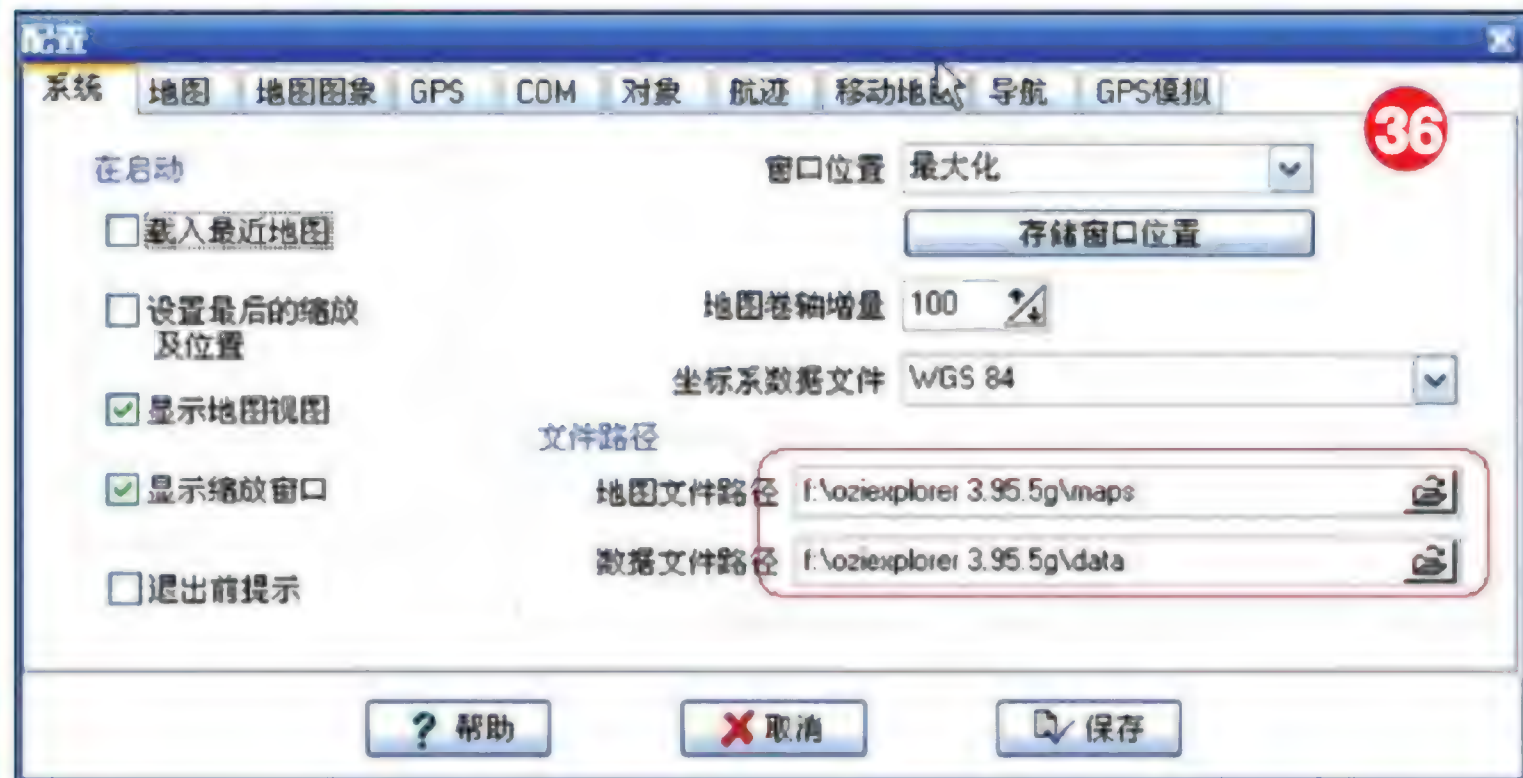 配置
系统 地图 地图图象 GPS COM 对象 航迹 移动地图 导航 GPS模拟
36
在启动
窗口位置 最大化
载入最近地图
存储窗口位置
设置最后的缩放
及位置
地图卷轴增量 100
坐标系数据文件 WGS 84
显示地图视图
文件路径
显示缩放窗口
地图文件路径 f:\oziexplorer 3.95.5g\maps
数据文件路径 f:\oziexplorer 3.95.5g\data
退出前提示
? 帮助 取消 保存